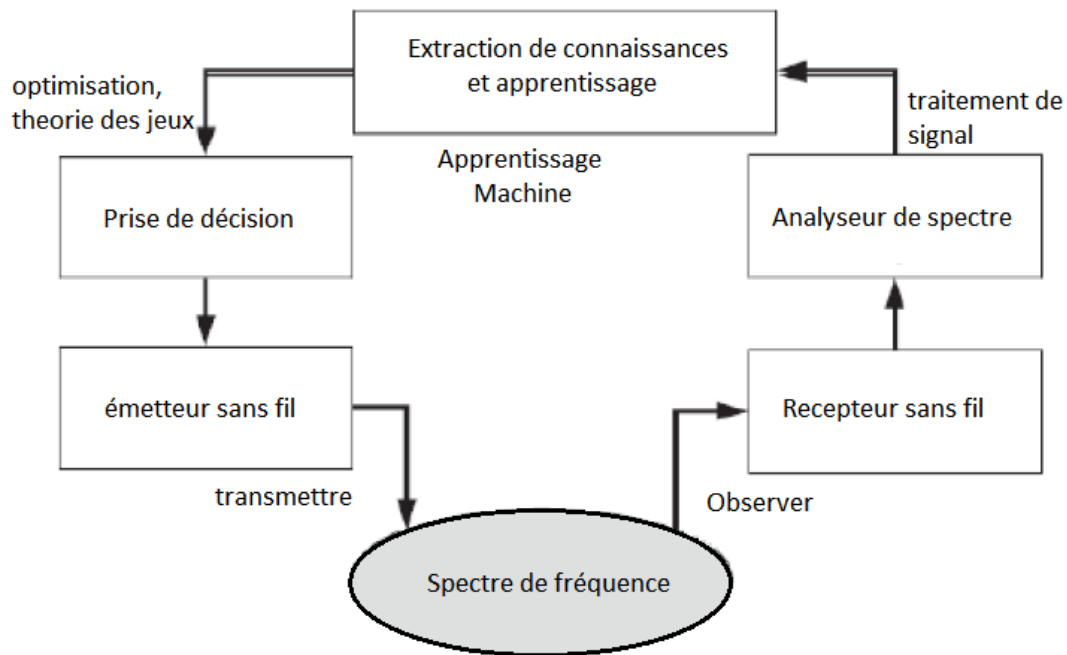 Extraction de connaissances
et apprentissage
optimisation,
theorie des jeux
traitement de
signal
Apprentissage
Machine
Prise de décision
Analyseur de spectre
émetteur sans fil
Recepteur sans fil
transmettre
Observer
Spectre de fréquence